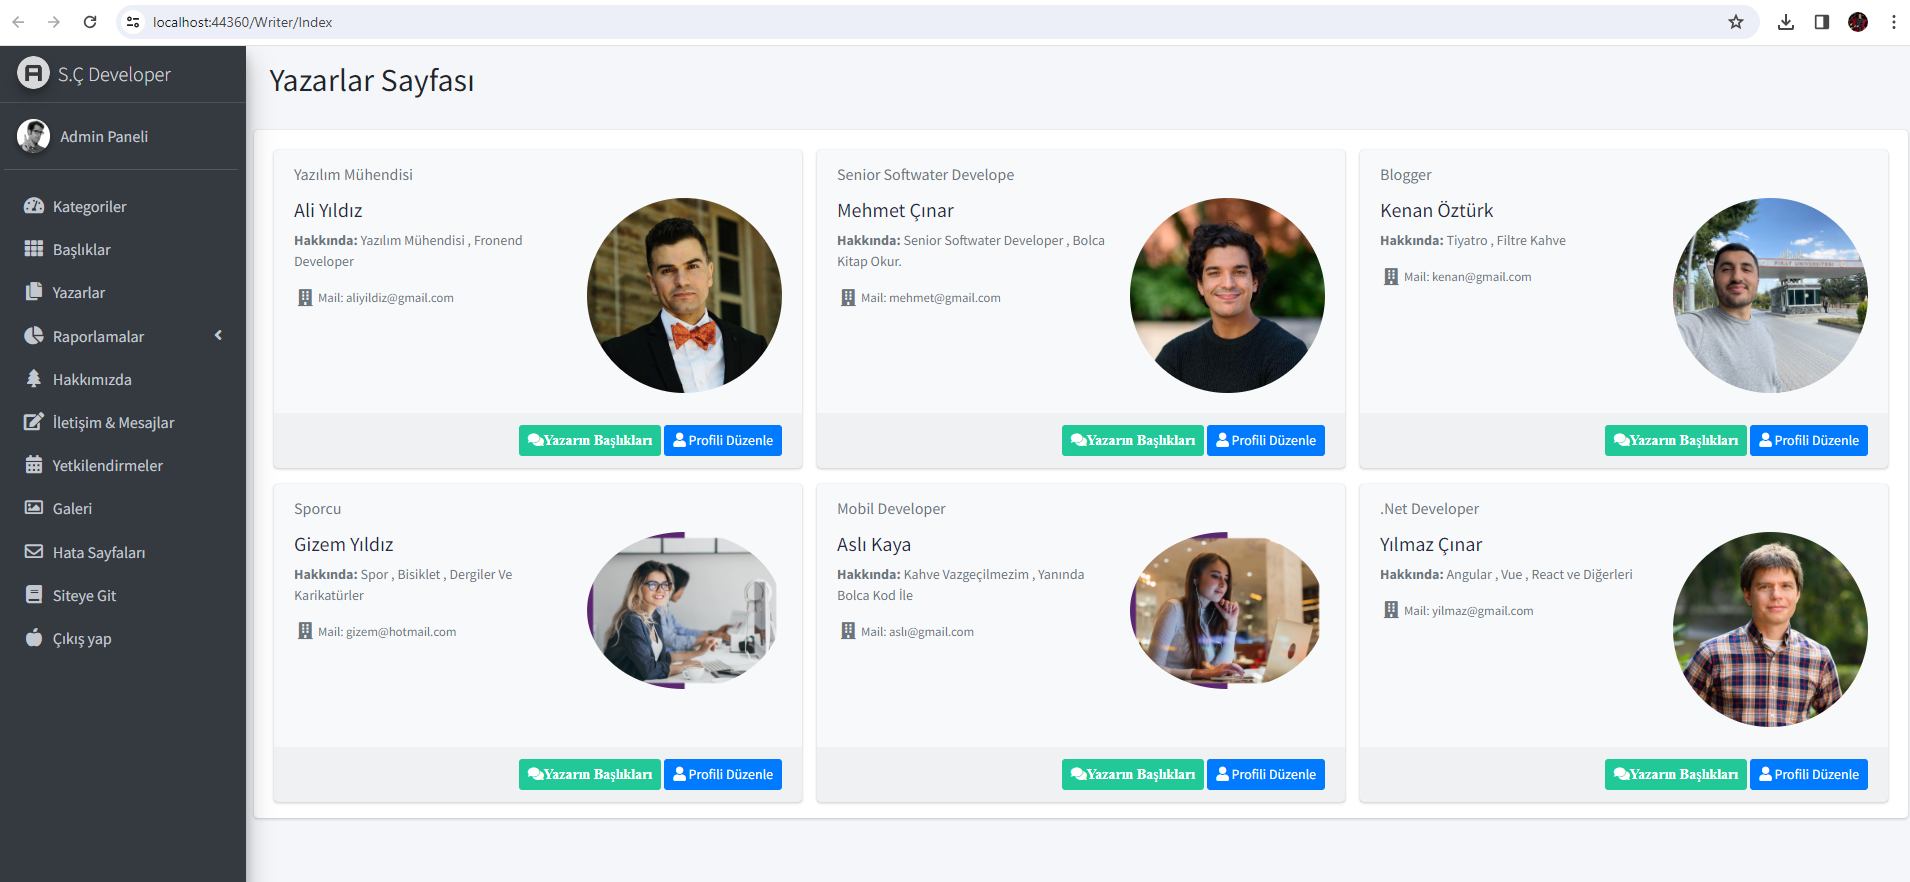 localhost:44360/Writer/Index
S.Ç Developer
Admin Paneli
Kategoriler
Başlıklar
Yazarlar
Raporlamalar
Hakkımızda
İletişim & Mesajlar
Yetkilendirmeler
Galeri
Hata Sayfaları
Siteye Git
Çıkış yap
Yazarlar Sayfası
Yazılım Mühendisi
Ali Yıldız
Hakkında: Yazılım Mühendisi , Fronend
Developer
Mail: aliyildiz@gmail.com
Yazarın Başlıkları
Profili Düzenle
Senior Softwater Develope
Mehmet Çınar
Hakkında: Senior Softwater Developer , Bolca
Kitap Okur.
Mail: mehmet@gmail.com
Yazarın Başlıkları
Profili Düzenle
Blogger
Kenan Öztürk
Hakkında: Tiyatro , Filtre Kahve
Mail: kenan@gmail.com
FIRAT ÜNİVERSİTESİ
Yazarın Başlıkları
Profili Düzenle
Sporcu
Gizem Yıldız
Hakkında: Spor , Bisiklet , Dergiler Ve
Karikatürler
Mail: gizem@hotmail.com
Yazarın Başlıkları
Profili Düzenle
Mobil Developer
Aslı Kaya
Hakkında: Kahve Vazgeçilmezim , Yanında
Bolca Kod İle
Mail: aslı@gmail.com
Yazarın Başlıkları
Profili Düzenle
.Net Developer
Yılmaz Çınar
Hakkında: Angular , Vue , React ve Diğerleri
Mail: yilmaz@gmail.com
Yazarın Başlıkları
Profili Düzenle